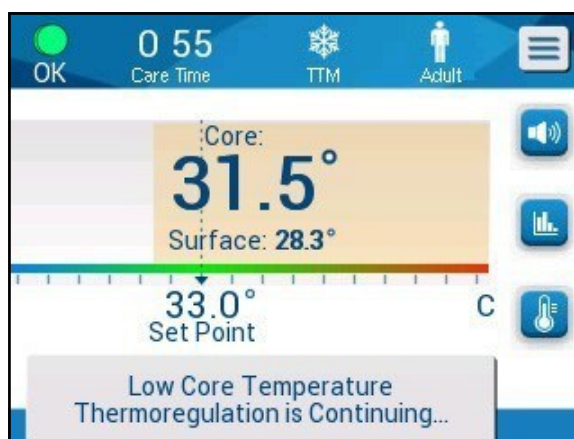 OK
0 55
Care Time
TTM
Adult
Core:
31.5°
Surface: 28.3°
33.0°
C
Set Point
Low Core Temperature
Thermoregulation is Continuing...